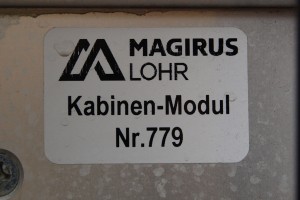 MAGIRUS
LOHR
Kabinen-Modul
Nr.779